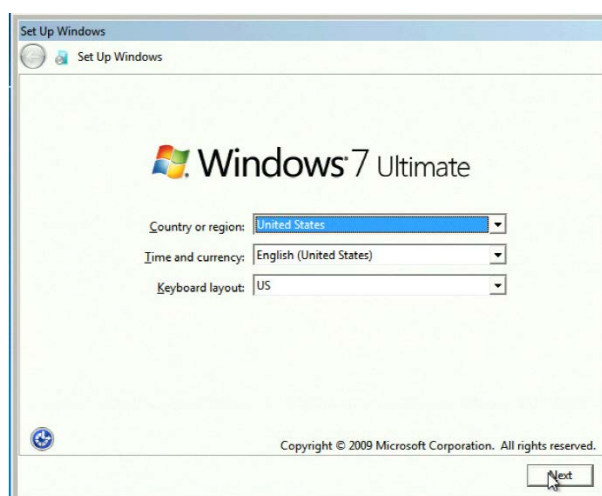 Set Up Windows
Set Up Windows
Windows 7 Ultimate
Country or region: United States
Time and currency: English (United States)
Keyboard layout: US
Copyright © 2009 Microsoft Corporation. All rights reserved.
Next